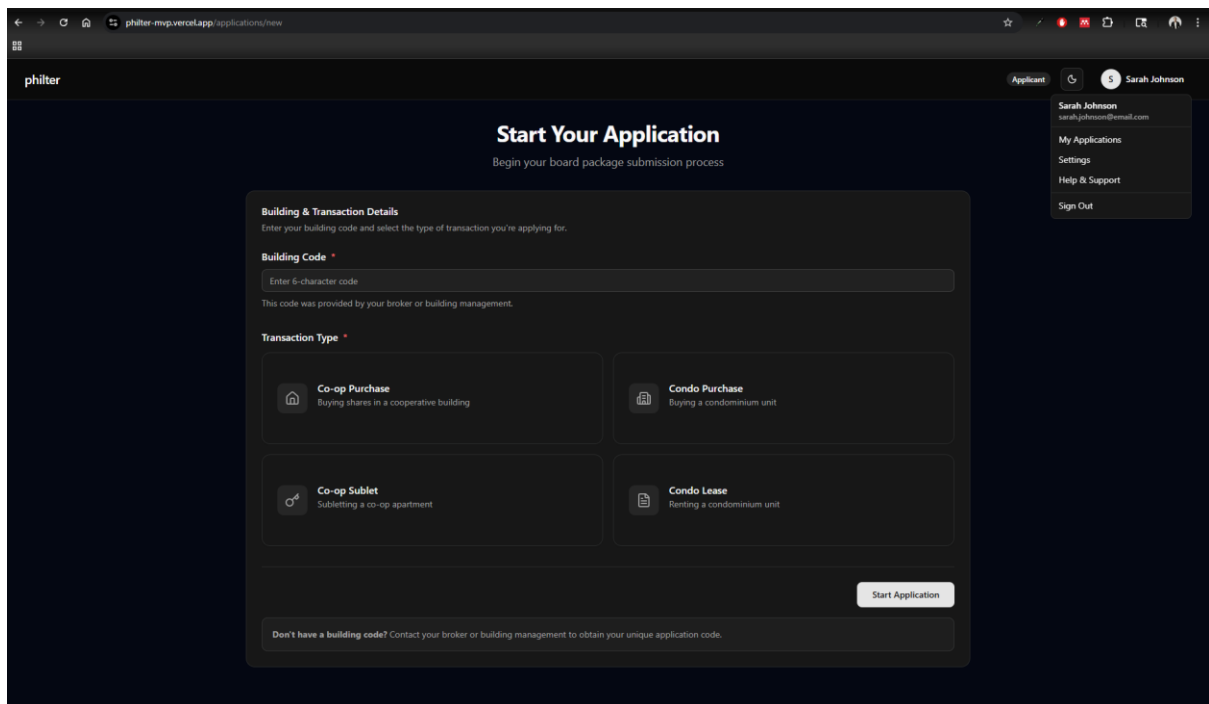 philter-mvp.vercel.app/applications/new
philter
Applicant
S
Sarah Johnson
Sarah Johnson
sarah.johnson@email.com
My Applications
Settings
Help & Support
Sign Out
Start Your Application
Begin your board package submission process
Building & Transaction Details
Enter your building code and select the type of transaction you're applying for.
Building Code *
Enter 6-character code
This code was provided by your broker or building management.
Transaction Type *
Co-op Purchase
Buying shares in a cooperative building
Condo Purchase
Buying a condominium unit
Co-op Sublet
Subletting a co-op apartment
Condo Lease
Renting a condominium unit
Start Application
Don't have a building code? Contact your broker or building management to obtain your unique application code.